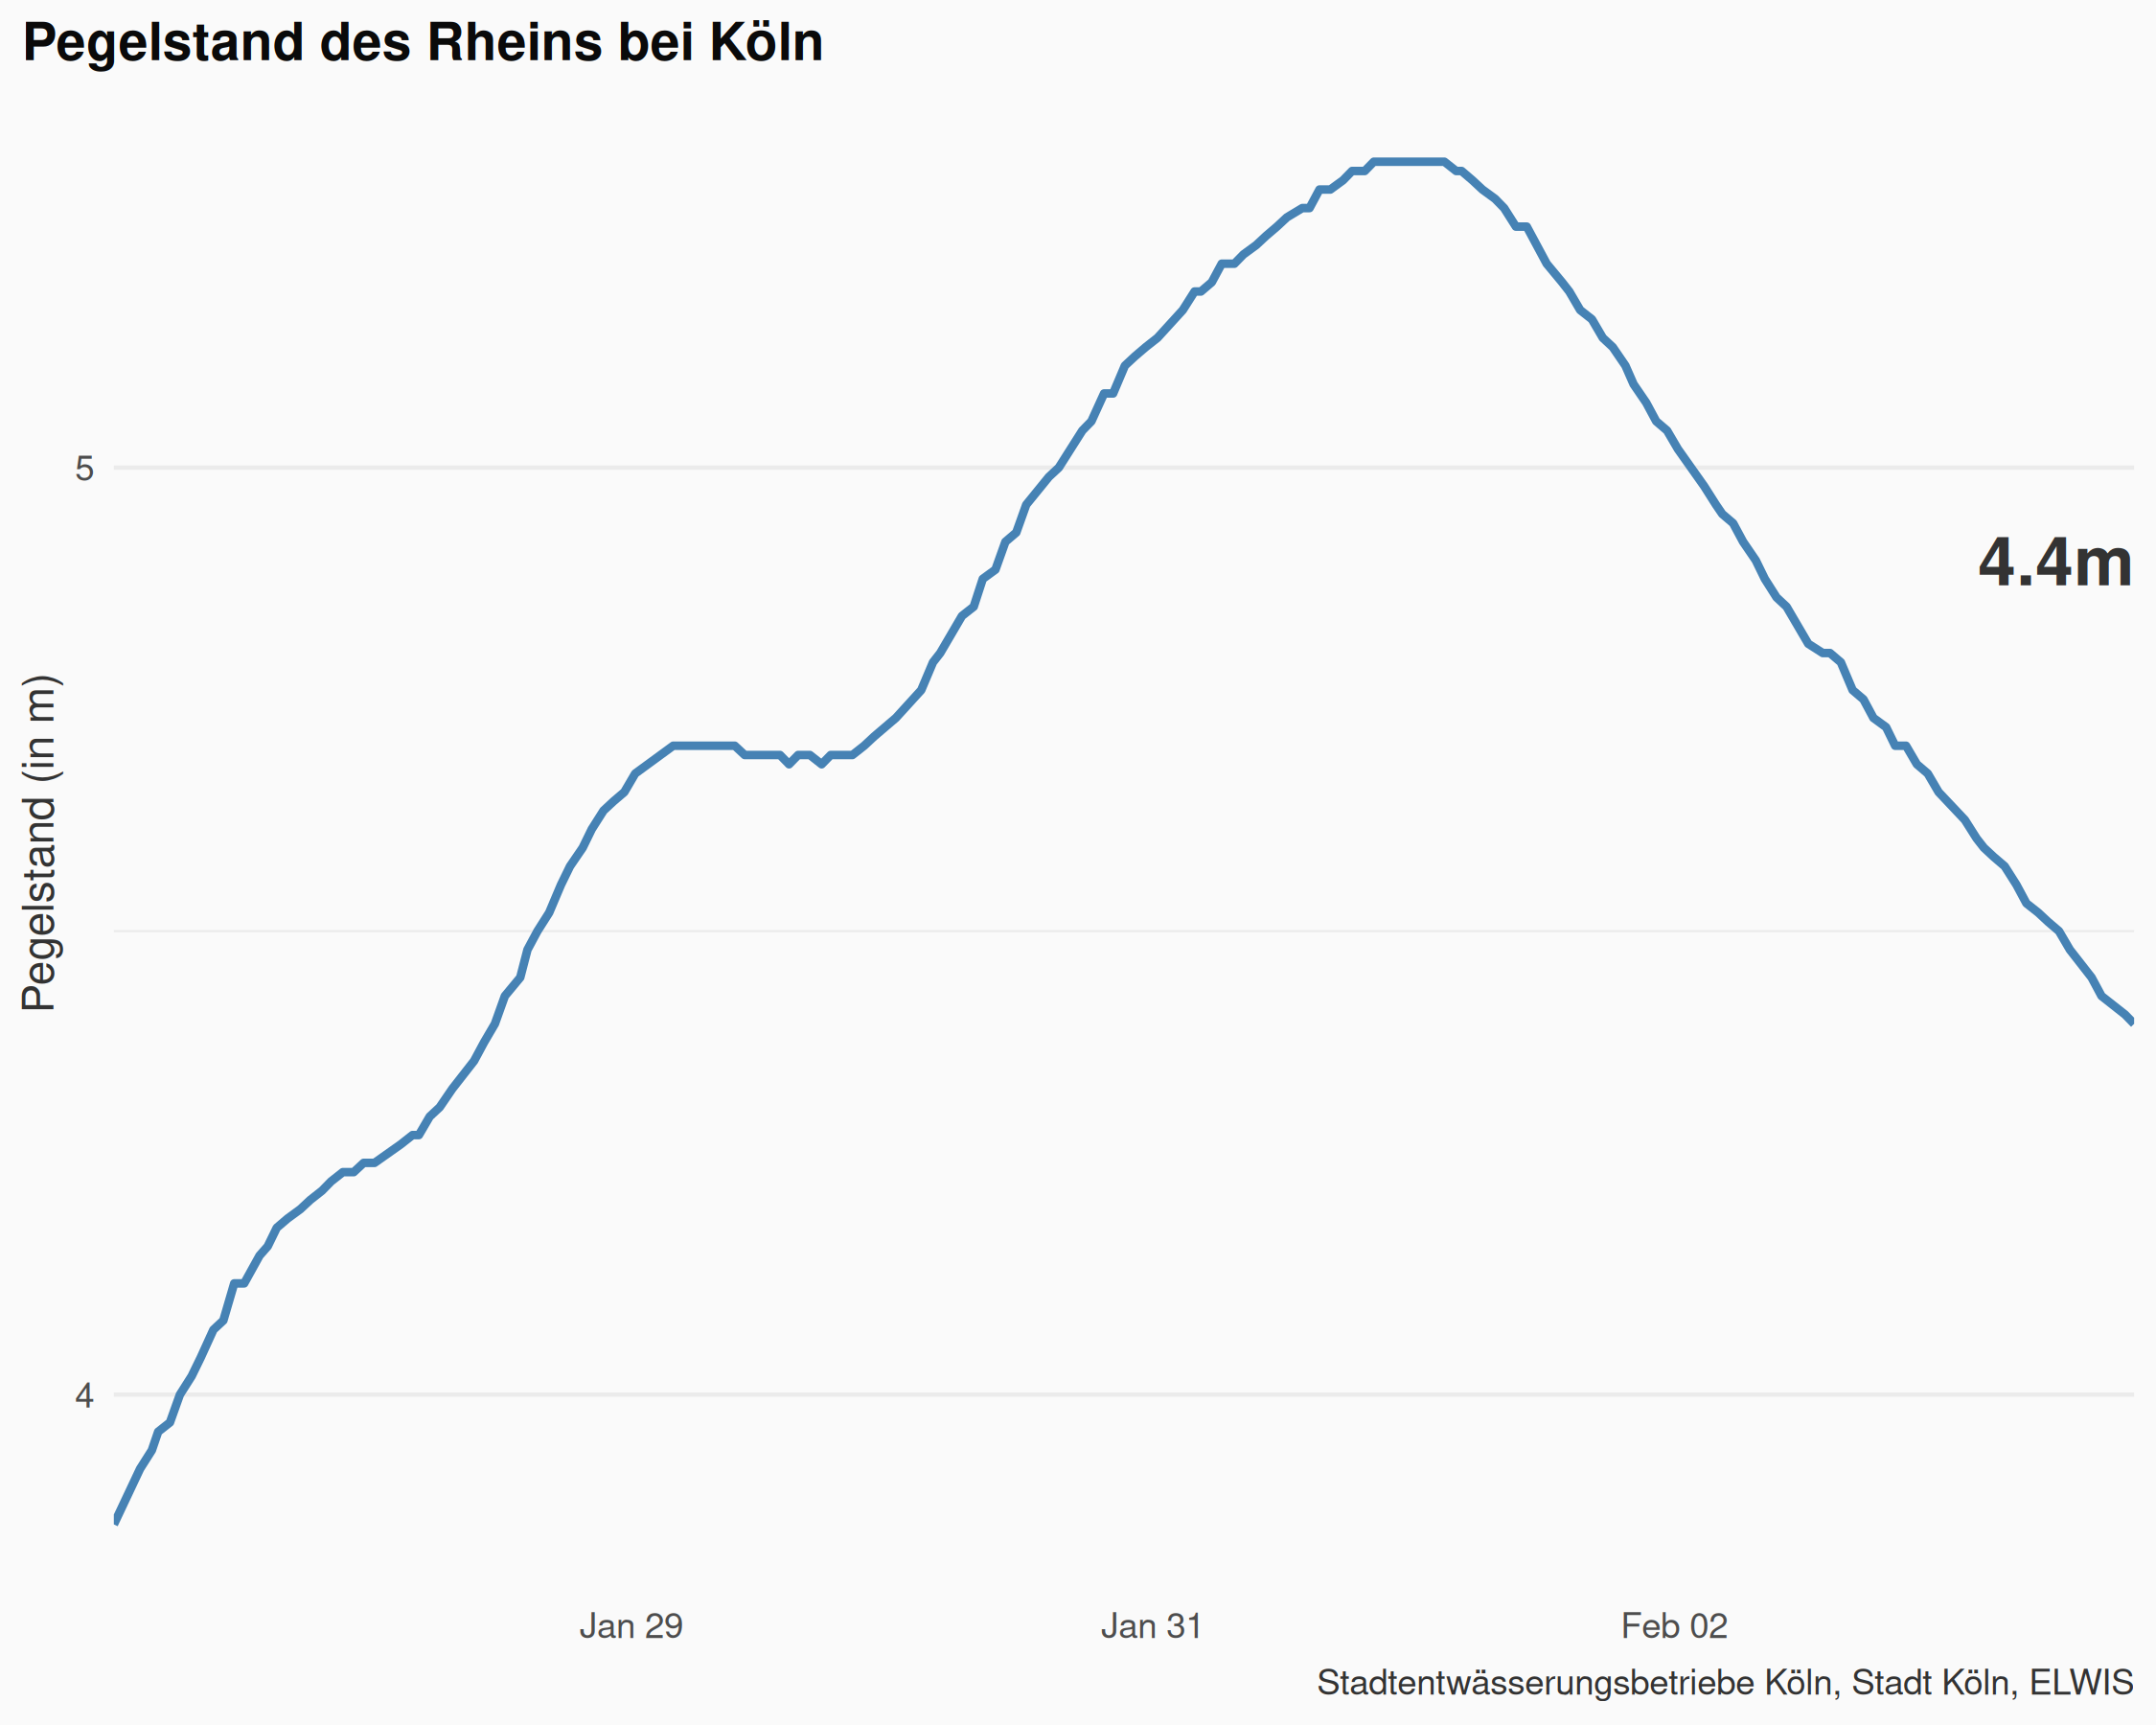 Pegelstand des Rheins bei Köln
Pegelstand (in m)
5
4
4.4m
Jan 29
Jan 31
Feb 02
Stadtentwässerungsbetriebe Köln, Stadt Köln, ELWIS